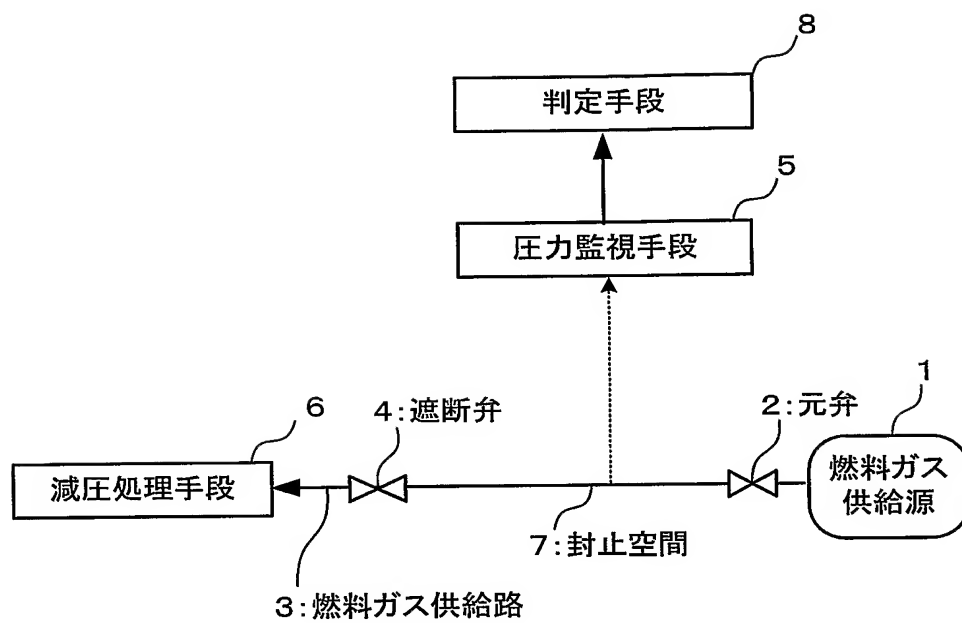 8
判定手段
5
圧力監視手段
1
2:元弁
4:遮断弁
6
燃料ガス
供給源
減圧処理手段
7:封止空間
3:燃料ガス供給路